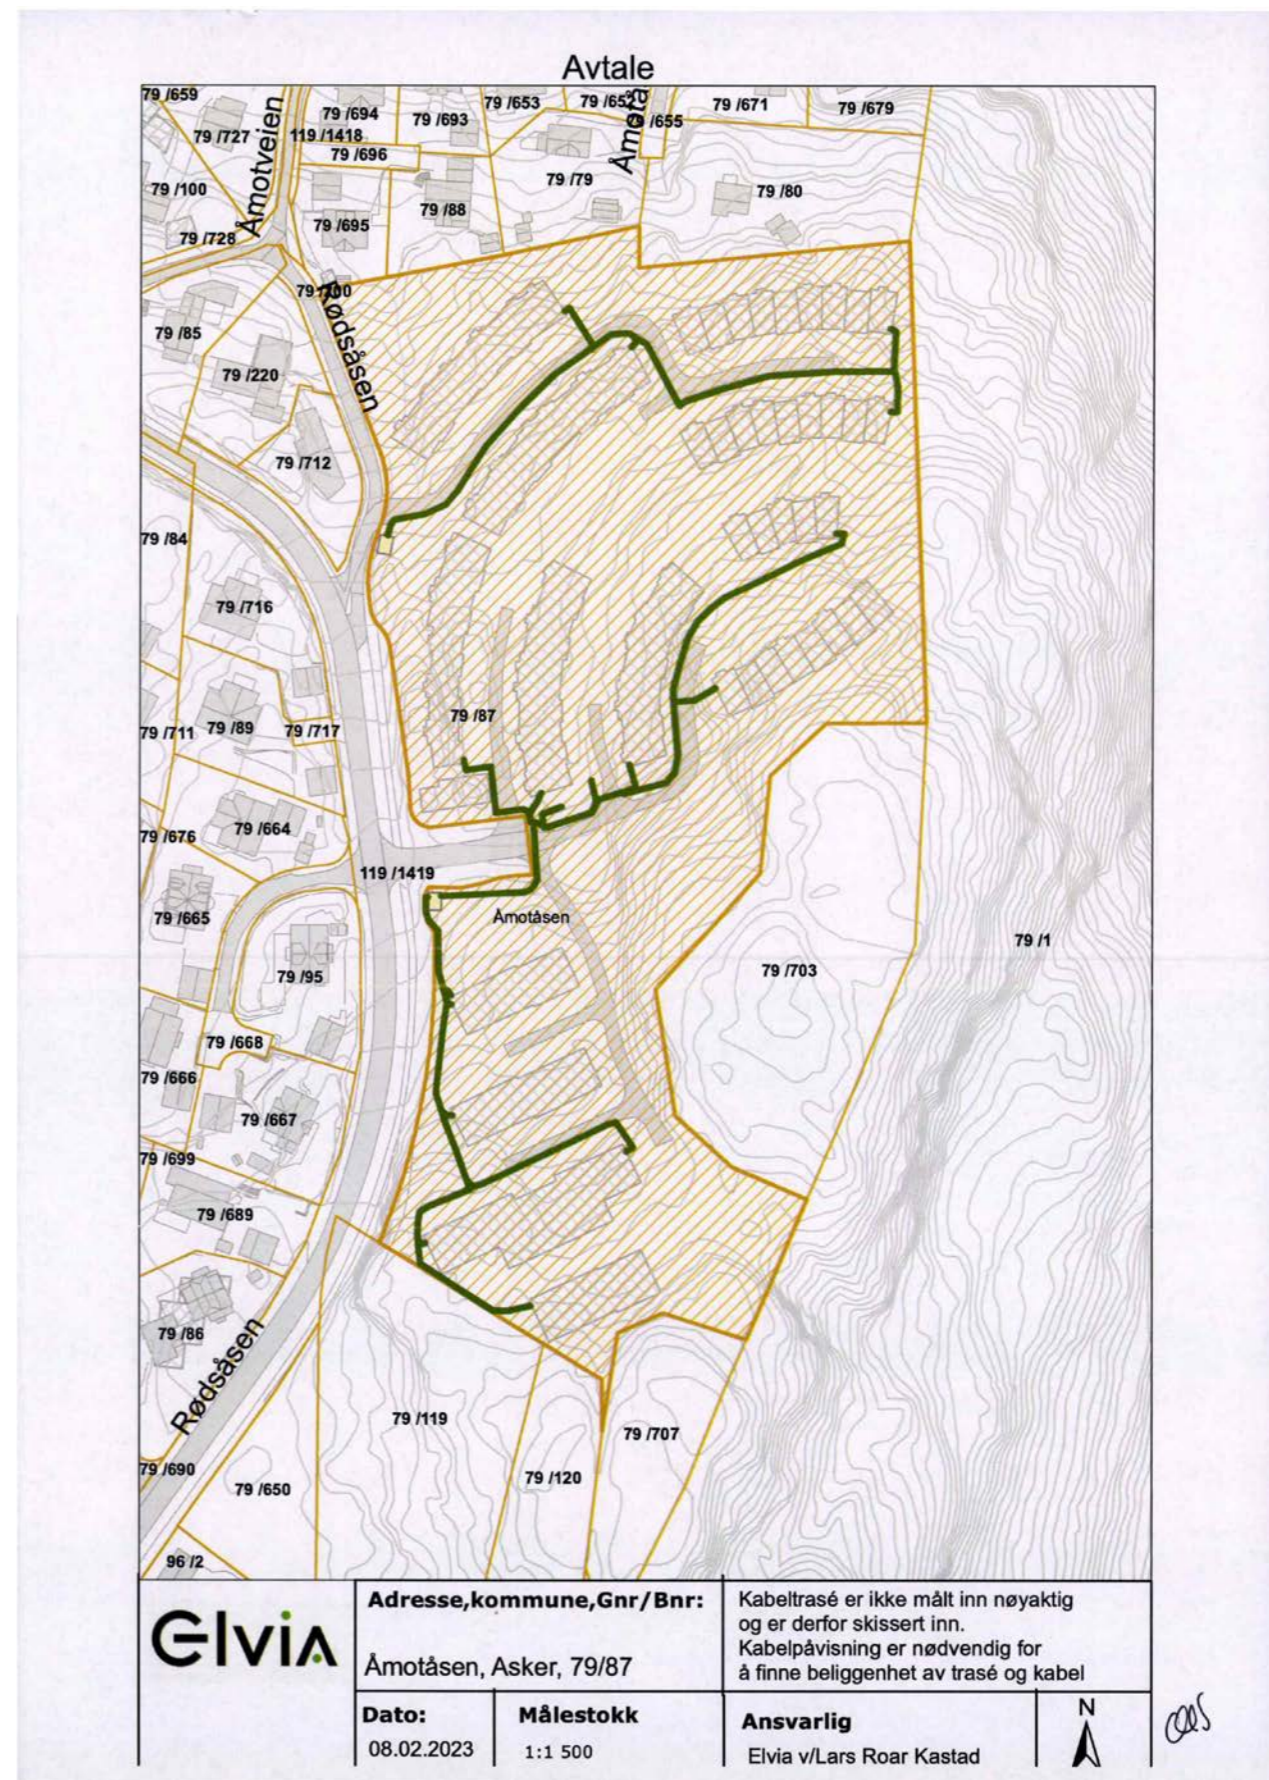 Avtale
79 /659
79 /694
79 /693
79 /653
79 /671
79 /679
79 /727
119 /1418
79 /696
Åmotveien
79 /655
79 /100
79 /88
79 /79
79 /80
79 /728
79 /695
Rødsåsen
79 /85
79 /220
79 /712
79 /84
79 /716
79 /87
79 /711
79 /89
79 /717
79 /676
79 /664
119 /1419
79 /665
Åmotåsen
79 /1
79 /95
79 /703
79 /668
79 /666
79 /667
79 /699
79 /689
79 /86
Rødsåsen
79 /119
79 /707
79 /690
79 /650
79 /120
96 /2
Elvia
Adresse,kommune,Gnr/Bnr:
Åmotåsen, Asker, 79/87
Kabeltrasé er ikke målt inn nøyaktig
og er derfor skissert inn.
Kabelpåvisning er nødvendig for
å finne beliggenhet av trasé og kabel
Dato:
08.02.2023
Målestokk
1:1 500
Ansvarlig
Elvia v/Lars Roar Kastad
N